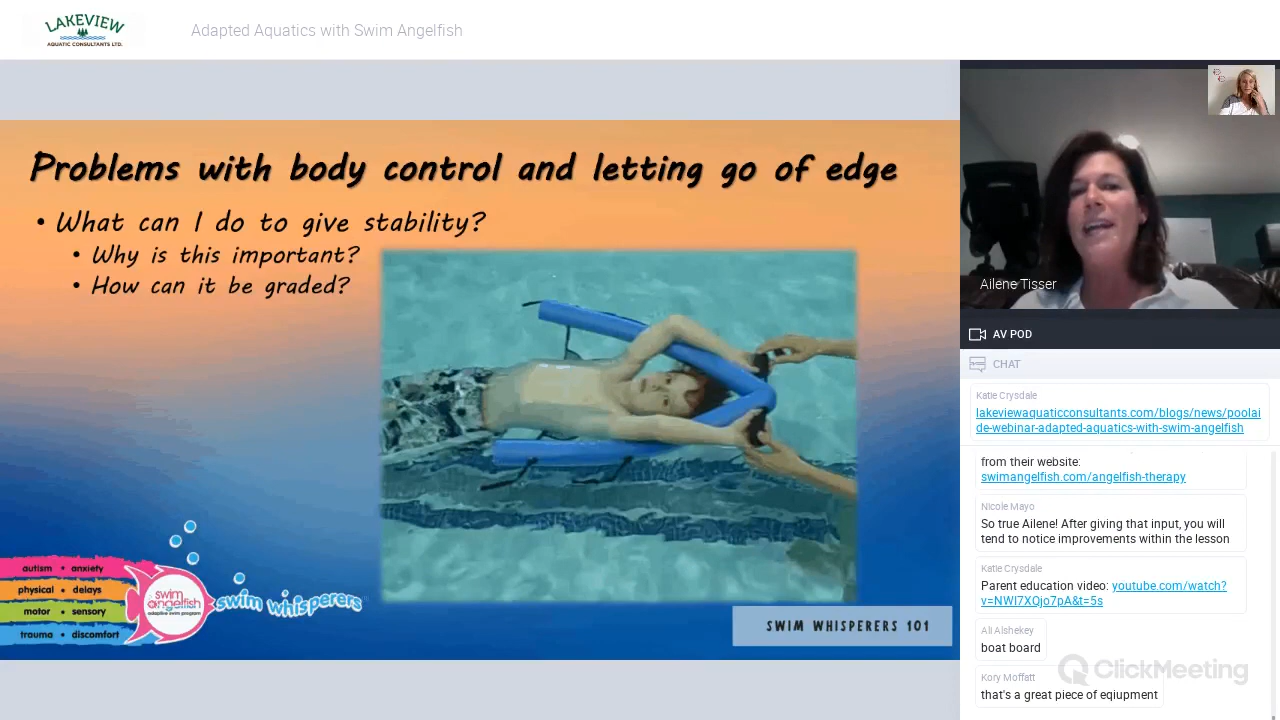 LAKEVIEW
AQUATIC CONSULTANTS LTD.
Adapted Aquatics with Swim Angelfish
Problems with body control and letting go of edge
• What can I do to give stability?
• Why is this important?
• How can it be graded?
autism • anxiety
physical • delays
motor • sensory
trauma • discomfort
swim
angelfish
adaptive swim program
swim whisperers
SWIM WHISPERERS 101
Ailene Tisser
AV POD
CHAT
Katie Crysdale
lakeviewaquaticconsultants.com/blogs/news/poolai
de-webinar-adapted-aquatics-with-swim-angelfish
from their website:
swimangelfish.com/angelfish-therapy
Nicole Mayo
So true Ailene! After giving that input, you will
tend to notice improvements within the lesson
Katie Crysdale
Parent education video: youtube.com/watch?
v=NWI7XQjo7pA&t=5s
Ali Alshekey
boat board
Kory Moffatt
that's a great piece of eqiupment
ClickMeeting